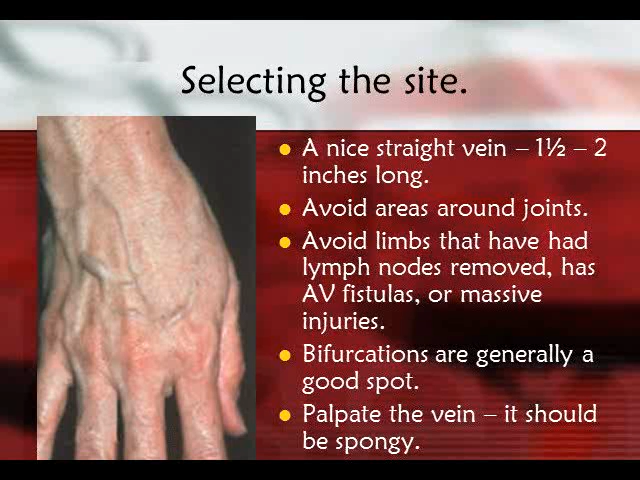 Selecting the site.
A nice straight vein – 1½ – 2
inches long.
Avoid areas around joints.
Avoid limbs that have had
lymph nodes removed, has
AV fistulas, or massive
injuries.
Bifurcations are generally a
good spot.
Palpate the vein – it should
be spongy.